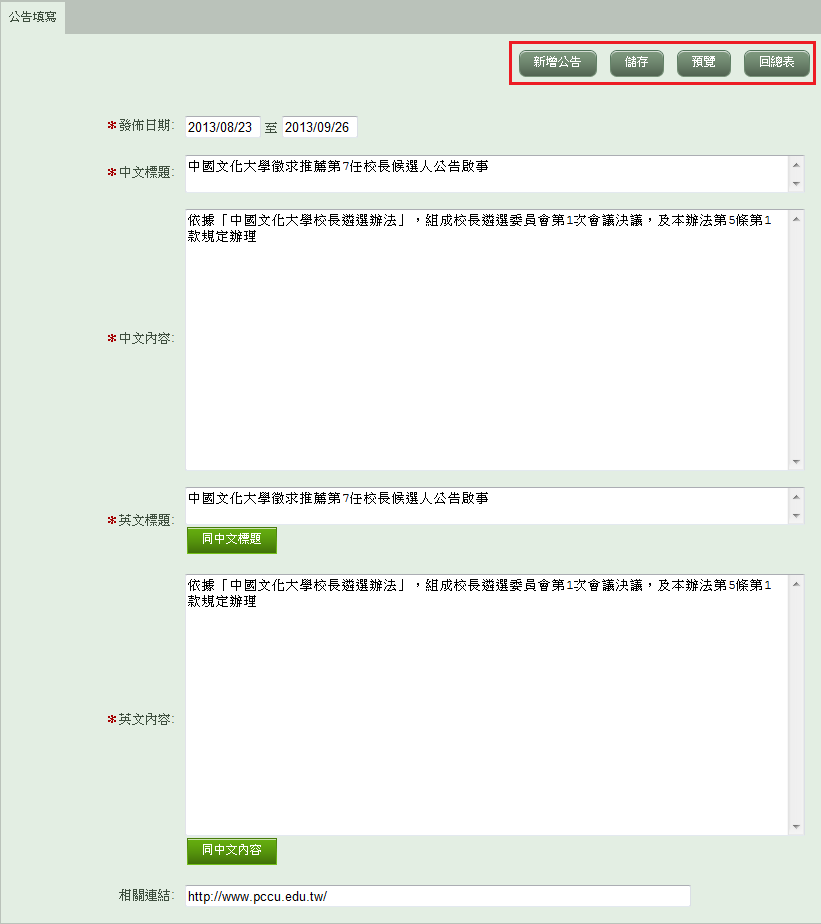 公告填寫
新增公告 儲存 預覽 回總表
*發佈日期: 2013/08/23 至 2013/09/26
*中文標題: 中國文化大學徵求推薦第7任校長候選人公告啟事
依據「中國文化大學校長遴選辦法」，組成校長遴選委員會第1次會議決議，及本辦法第5條第1
款規定辦理
*中文內容:
中國文化大學徵求推薦第7任校長候選人公告啟事
*英文標題:
同中文標題
依據「中國文化大學校長遴選辦法」，組成校長遴選委員會第1次會議決議，及本辦法第5條第1
款規定辦理
*英文內容:
同中文內容
相關連結: http://www.pccu.edu.tw/